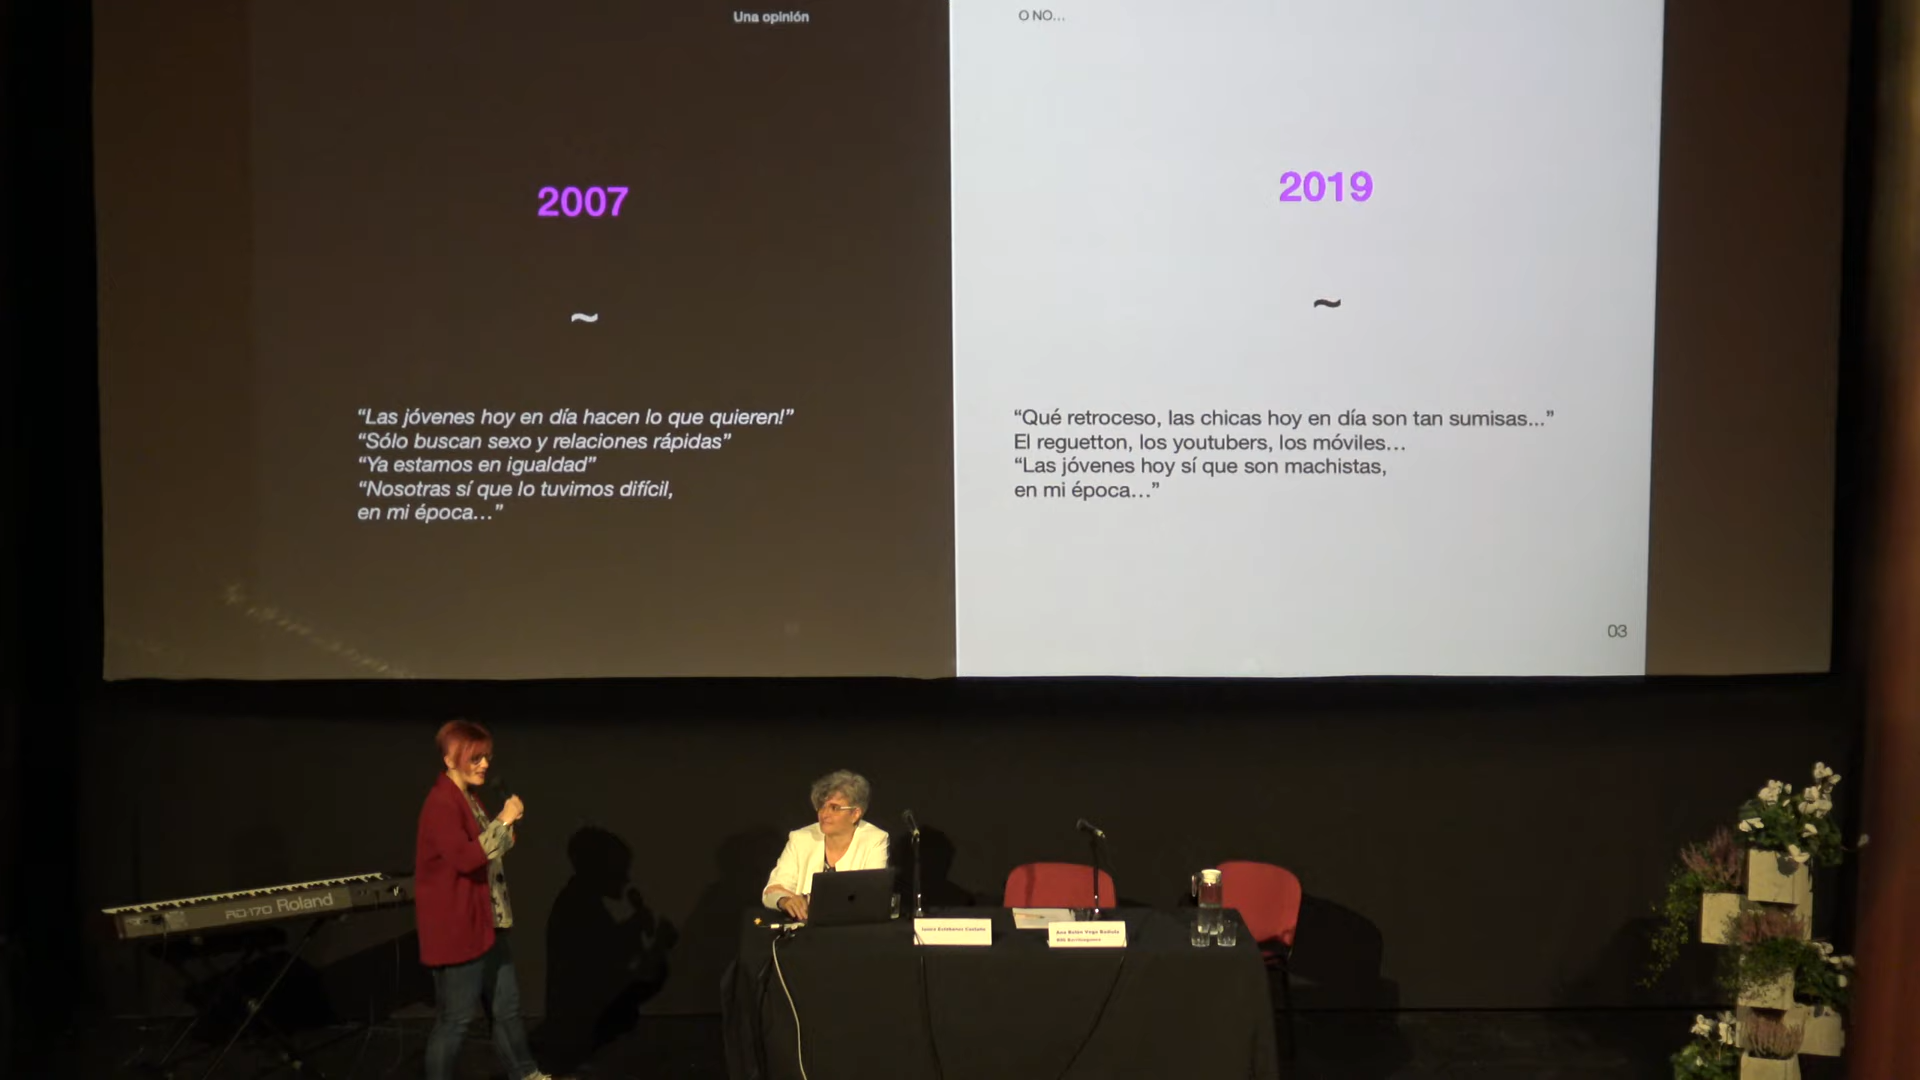 Una opinión
2007
~
“Las jóvenes hoy en día hacen lo que quieren!”
“Sólo buscan sexo y relaciones rápidas”
“Ya estamos en igualdad”
“Nosotras sí que lo tuvimos difícil,
en mi época…”
O NO…
2019
~
“Qué retroceso, las chicas hoy en día son tan sumisas...”
El reguetton, los youtubers, los móviles…
“Las jóvenes hoy sí que son machistas,
en mi época…”
03
RD-170 Roland
Ana Belén Vega